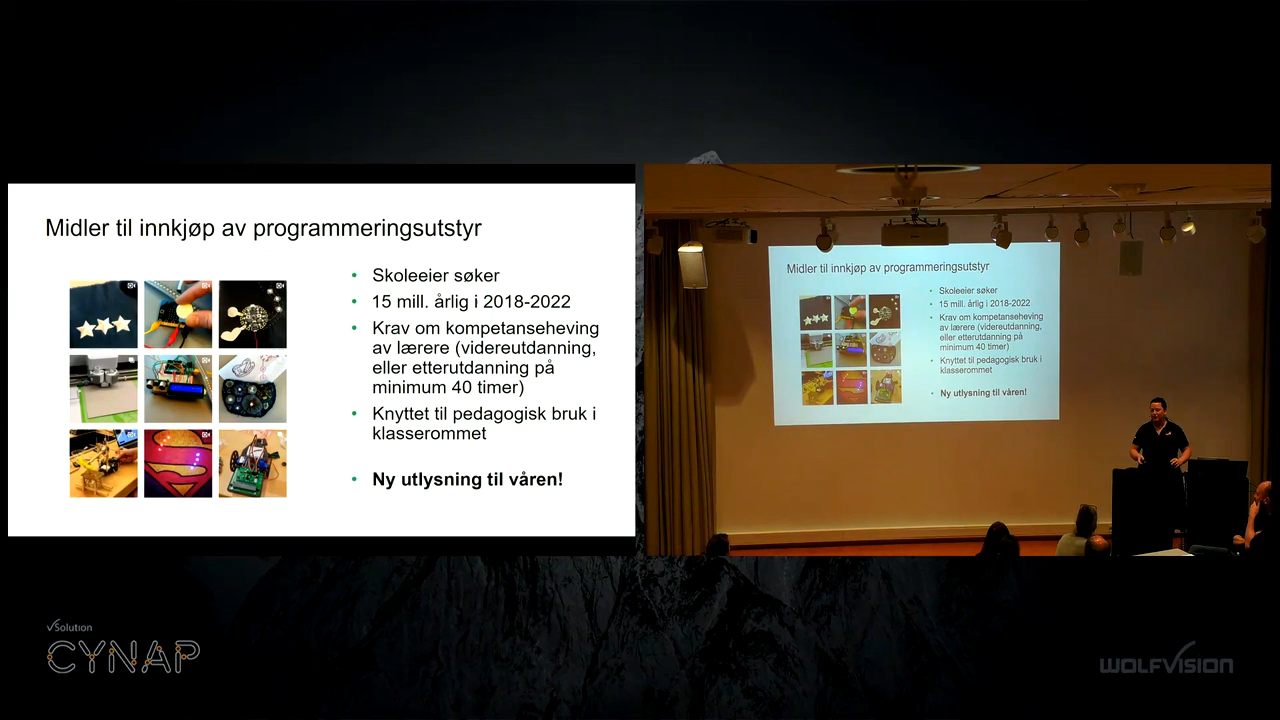 Midler til innkjøp av programmeringsutstyr
• Skoleeier søker
• 15 mill. årlig i 2018-2022
• Krav om kompetanseheving
av lærere (videreutdanning,
eller etterutdanning på
minimum 40 timer)
• Knyttet til pedagogisk bruk i
klasserommet
• Ny utlysning til våren!
Midler til innkjøp av programmeringsutstyr
• Skoleeier søker
• 15 mill. årlig i 2018-2022
• Krav om kompetanseheving
av lærere (videreutdanning,
eller etterutdanning på
minimum 40 timer)
• Knyttet til pedagogisk bruk i
klasserommet
• Ny utlysning til våren!
vSolution
CYNAP
WOLFVISION